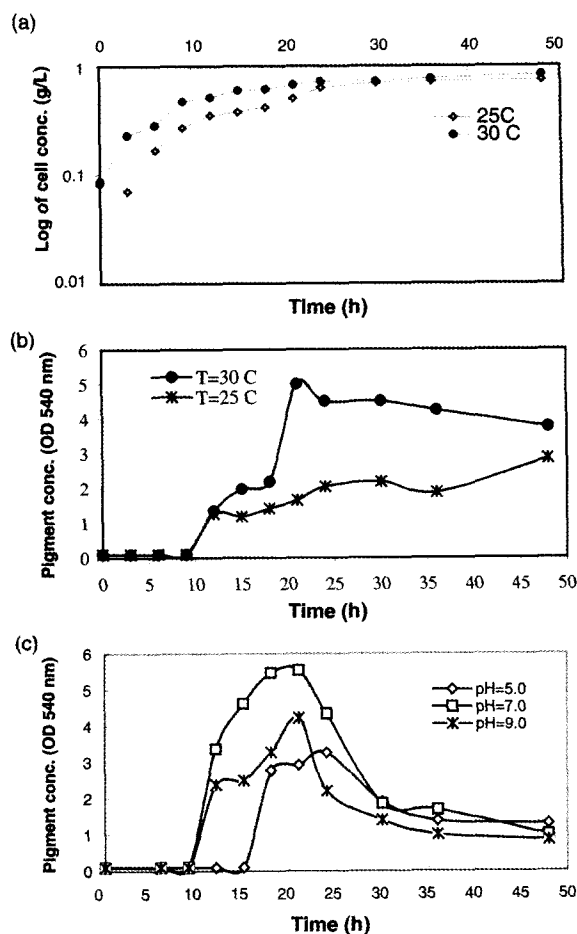 (a)
0 10 20 30 40 50
1
0.1
0.01
Log of cell conc. (g/L)
25C
30 C
Time (h)
(b)
6
5
4
3
2
1
0
Pigment conc. (OD 540 nm)
T=30 C
T=25 C
0 5 10 15 20 25 30 35 40 45 50
Time (h)
(c)
6
5
4
3
2
1
0
Pigment conc. (OD 540 nm)
pH=5.0
pH=7.0
pH=9.0
0 5 10 15 20 25 30 35 40 45 50
Time (h)